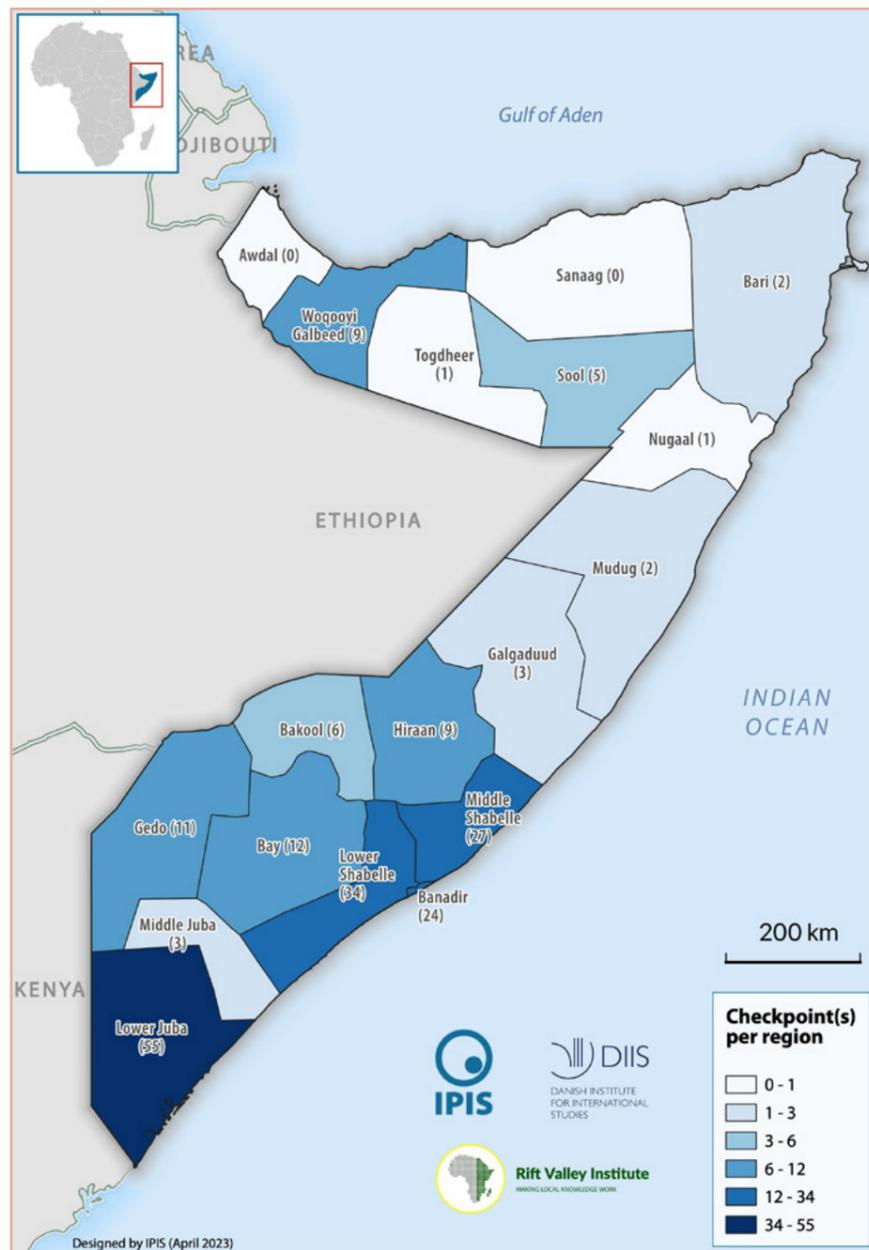 REA
DJIBOUTI
Gulf of Aden
Awdal (0)
Sanaag (0)
Bari (2)
Woqooyi
Galbeed (9)
Togdheer
(1)
Sool (5)
Nugaal (1)
ETHIOPIA
Mudug (2)
Galgaduud
(3)
INDIAN
OCEAN
Bakool (6)
Hiraan (9)
Middle
Shabelle
(27)
Gedo (11)
Bay (12)
Lower
Shabelle
(34)
Banadir
(24)
Middle Juba
(3)
200 km
KENYA
Lower Juba
(55)
Checkpoint(s)
per region
0 - 1
1 - 3
3 - 6
6 - 12
12 - 34
34 - 55
IPIS
DIIS
DANISH INSTITUTE
FOR INTERNATIONAL
STUDIES
Rift Valley Institute
MAKING LOCAL KNOWLEDGE WORK
Designed by IPIS (April 2023)